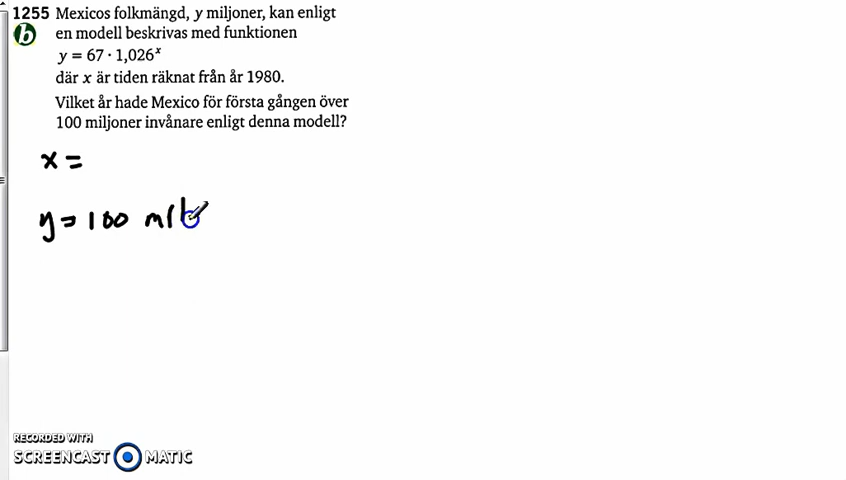 1255 Mexicos folkmängd, y miljoner, kan enligt
b en modell beskrivas med funktionen
y = 67 · 1,026ˣ
där x är tiden räknat från år 1980.
Vilket år hade Mexico för första gången över
100 miljoner invånare enligt denna modell?
x =
y = 100
RECORDED WITH
SCREENCAST MATIC